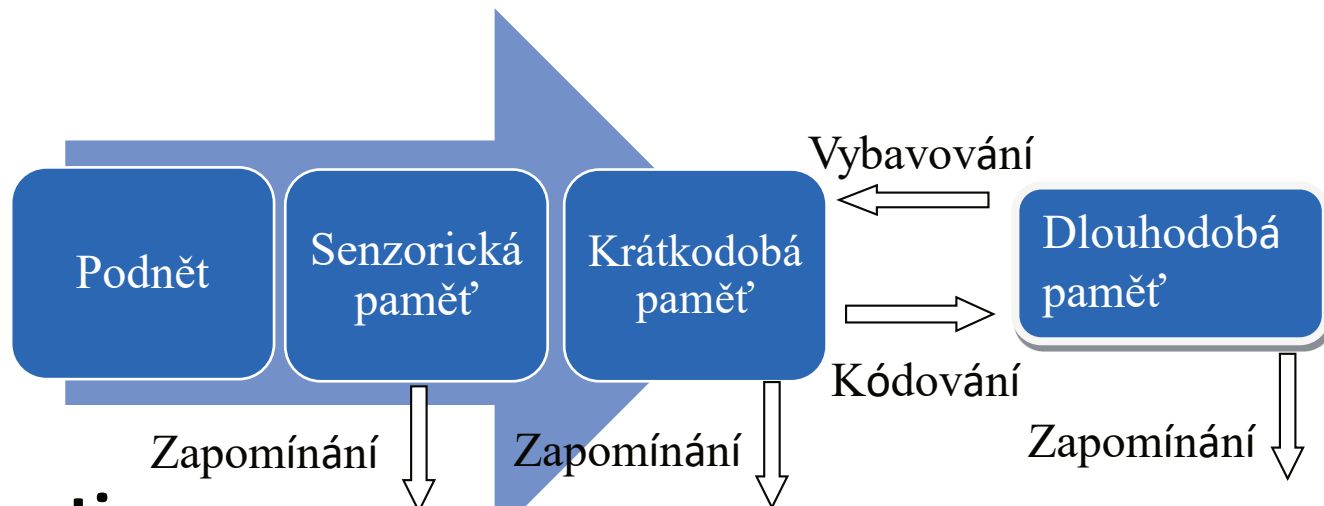 Vybavování
Podnět
Senzorická
paměť
Krátkodobá
paměť
Dlouhodobá
paměť
Kódování
Zapomínání
Zapomínání
Zapomínání